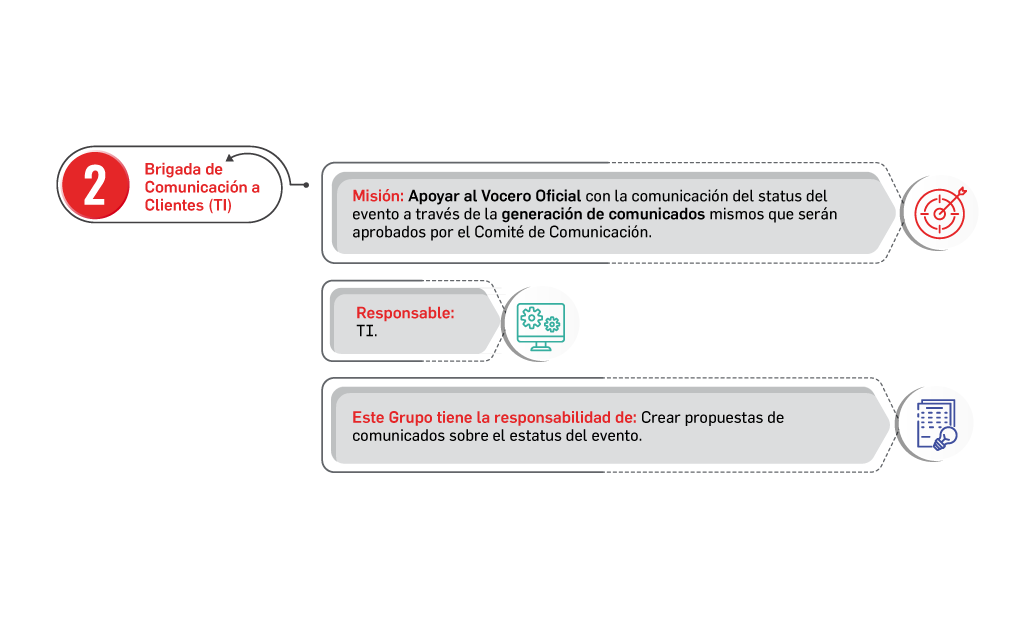 2
Brigada de
Comunicación a
Clientes (TI)
Misión: Apoyar al Vocero Oficial con la comunicación del status del
evento a través de la generación de comunicados mismos que serán
aprobados por el Comité de Comunicación.
Responsable:
TI.
Este Grupo tiene la responsabilidad de: Crear propuestas de
comunicados sobre el estatus del evento.